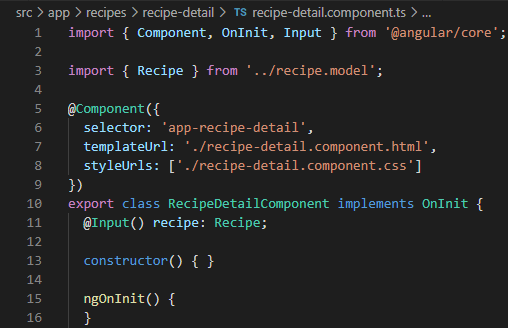 src > app > recipes > recipe-detail > TS recipe-detail.component.ts > ...
1 import { Component, OnInit, Input } from '@angular/core';
2
3 import { Recipe } from '../recipe.model';
4
5 @Component({
6   selector: 'app-recipe-detail',
7   templateUrl: './recipe-detail.component.html',
8   styleUrls: ['./recipe-detail.component.css']
9 })
10 export class RecipeDetailComponent implements OnInit {
11   @Input() recipe: Recipe;
12
13   constructor() { }
14
15   ngOnInit() {
16   }